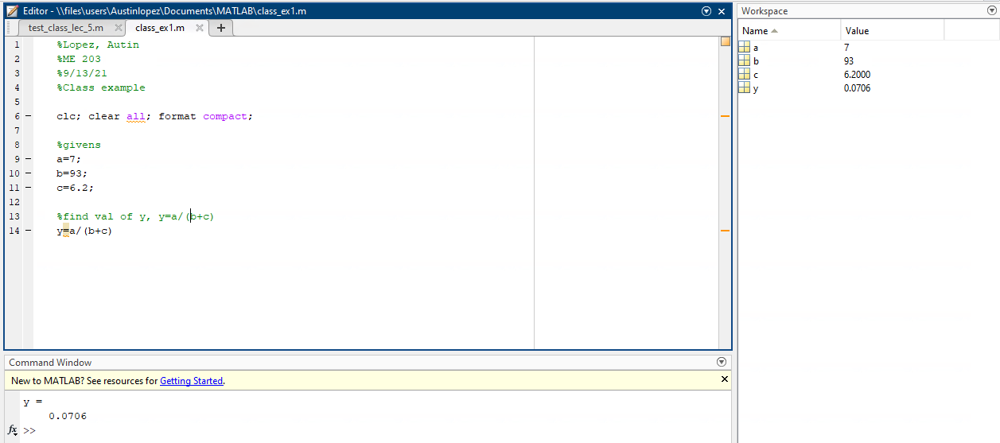 Editor - \\files\users\Austinlopez\Documents\MATLAB\class_ex1.m
test_class_lec_5.m class_ex1.m
1 %Lopez, Autin
2 %ME 203
3 %9/13/21
4 %Class example
5
6 clc; clear all; format compact;
7
8 %givens
9 a=7;
10 b=93;
11 c=6.2;
12
13 %find val of y, y=a/(b+c)
14 y=a/(b+c)
Command Window
New to MATLAB? See resources for Getting Started.
y =
0.0706
fx >>
Workspace
Name Value
a 7
b 93
c 6.2000
y 0.0706